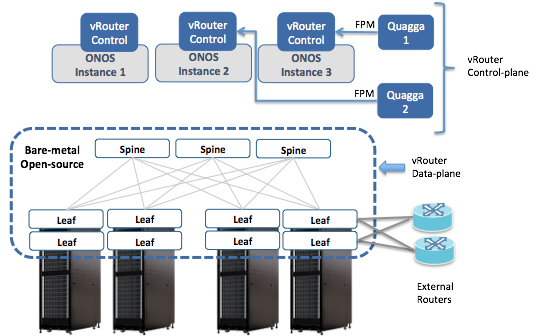 vRouter
Control
ONOS
Instance 1
vRouter
Control
ONOS
Instance 2
vRouter
Control
ONOS
Instance 3
FPM
Quagga
1
FPM
Quagga
2
vRouter
Control-plane
Bare-metal
Open-source
Spine
Spine
Spine
vRouter
Data-plane
Leaf
Leaf
Leaf
Leaf
Leaf
Leaf
Leaf
Leaf
External
Routers